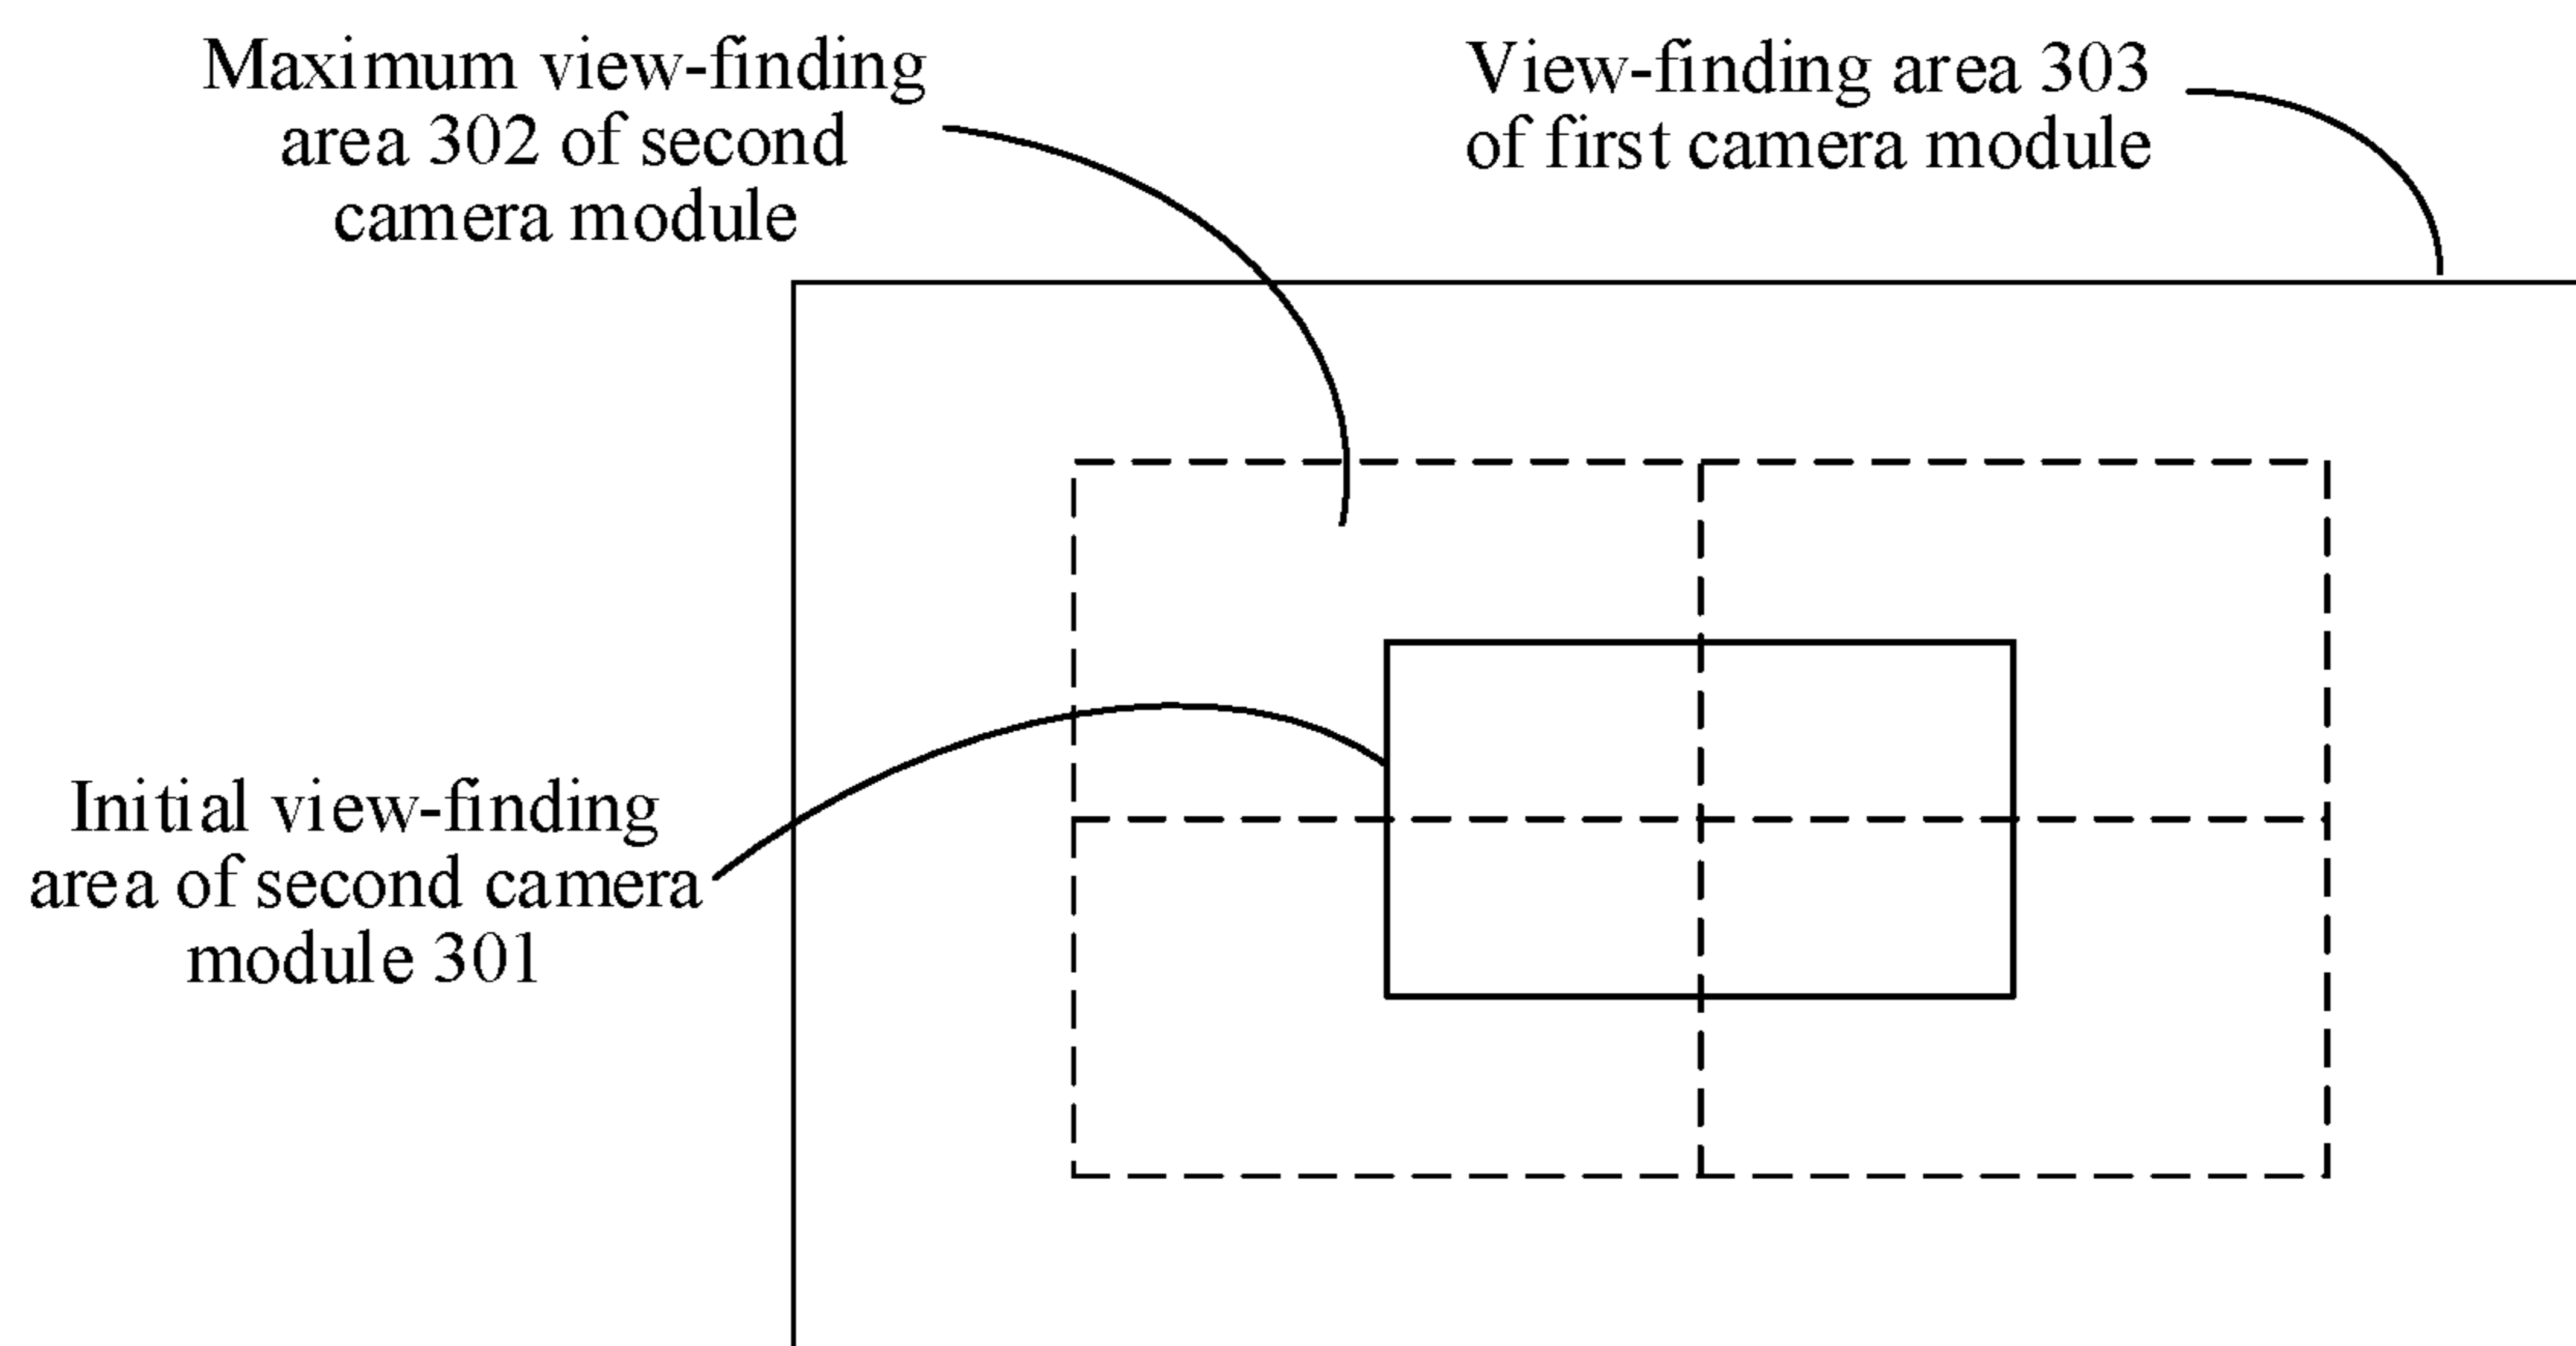 Maximum view-finding
area 302 of second
camera module
View-finding area 303
of first camera module
Initial view-finding
area of second camera
module 301